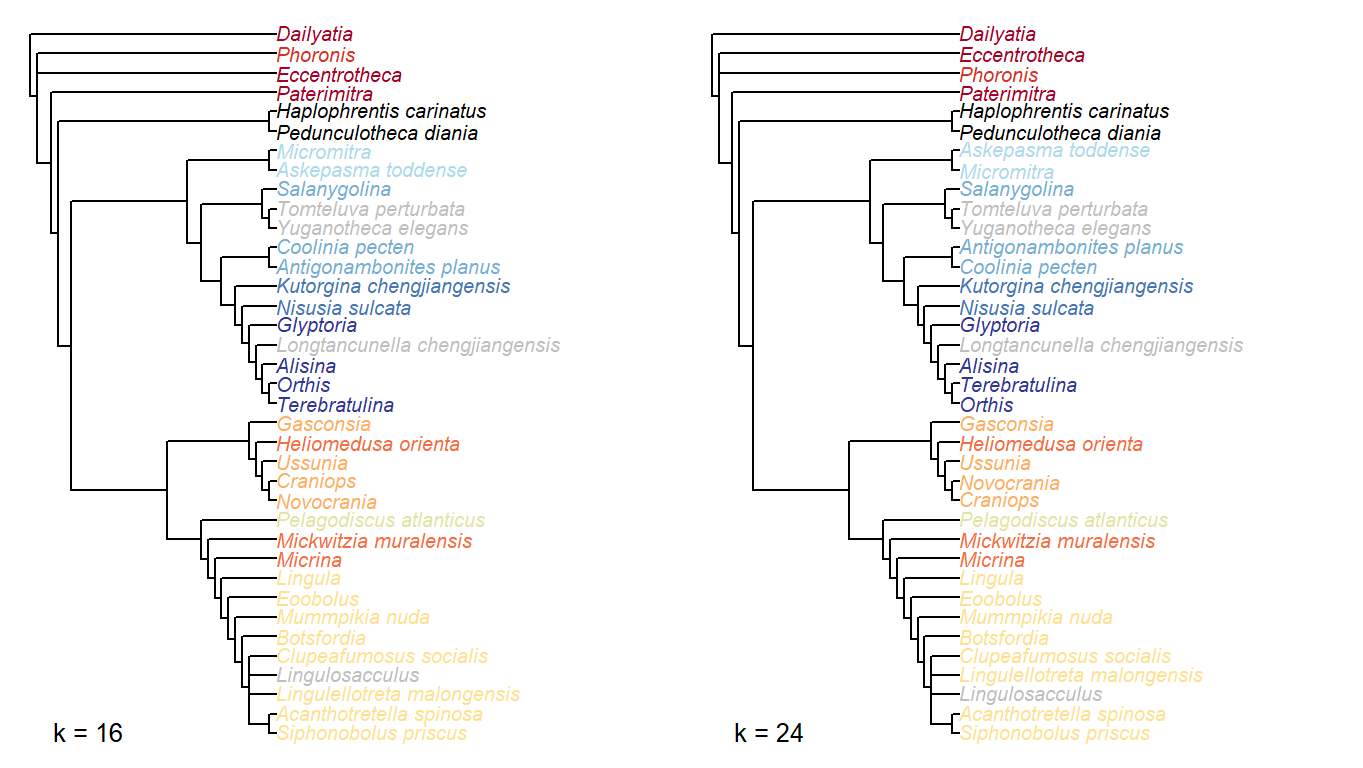 Dailyatia
Phoronis
Eccentrotheca
Paterimitra
Haplophrentis carinatus
Pedunculotheca diania
Micromitra
Askepasma toddense
Salanygolina
Tomteluva perturbata
Yuganotheca elegans
Coolinia pecten
Antigonambonites planus
Kutorgina chengjiangensis
Nisusia sulcata
Glyptoria
Longtancunella chengjiangensis
Alisina
Orthis
Terebratulina
Gasconsia
Heliomedusa orienta
Ussunia
Craniops
Novocrania
Pelagodiscus atlanticus
Mickwitzia muralensis
Micrina
Lingula
Eoobolus
Mummpikia nuda
Botsfordia
Clupeafumosus socialis
Lingulosacculus
Lingulellotreta malongensis
Acanthotretella spinosa
Siphonobolus priscus
k = 16
Dailyatia
Eccentrotheca
Phoronis
Paterimitra
Haplophrentis carinatus
Pedunculotheca diania
Askepasma toddense
Micromitra
Salanygolina
Tomteluva perturbata
Yuganotheca elegans
Antigonambonites planus
Coolinia pecten
Kutorgina chengjiangensis
Nisusia sulcata
Glyptoria
Longtancunella chengjiangensis
Alisina
Terebratulina
Orthis
Gasconsia
Heliomedusa orienta
Ussunia
Novocrania
Craniops
Pelagodiscus atlanticus
Mickwitzia muralensis
Micrina
Lingula
Eoobolus
Mummpikia nuda
Botsfordia
Clupeafumosus socialis
Lingulellotreta malongensis
Lingulosacculus
Acanthotretella spinosa
Siphonobolus priscus
k = 24